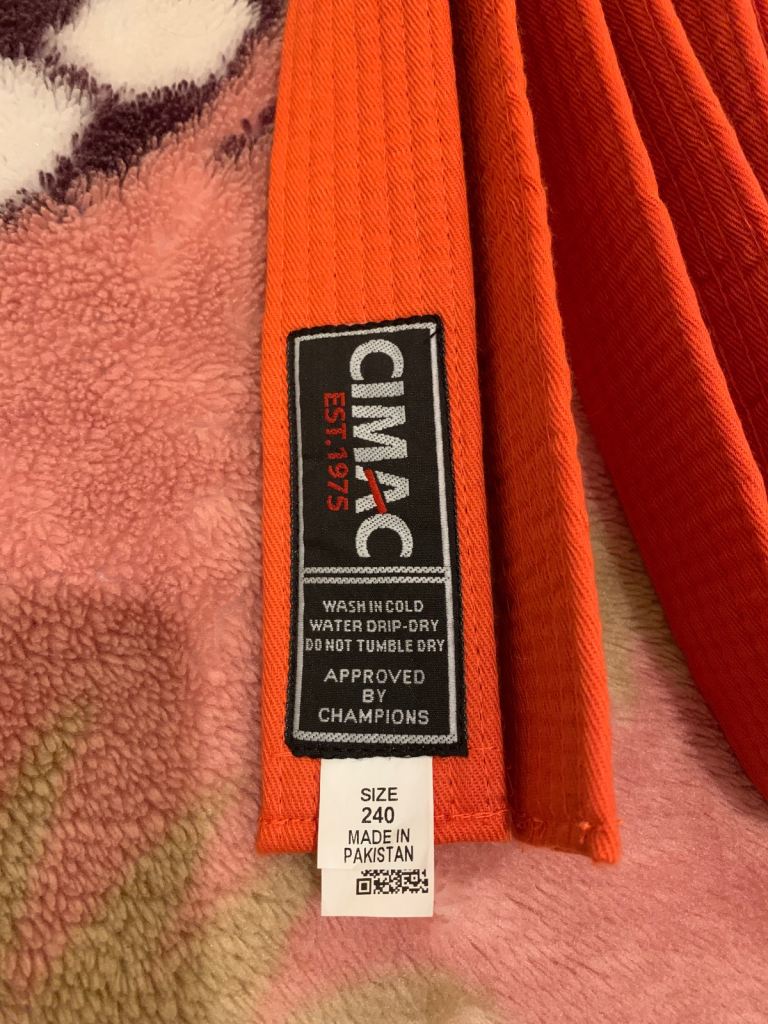 CIMAC
EST.1975
WASH IN COLD
WATER DRIP-DRY
DO NOT TUMBLE DRY
APPROVED
BY
CHAMPIONS
SIZE
240
MADE IN
PAKISTAN